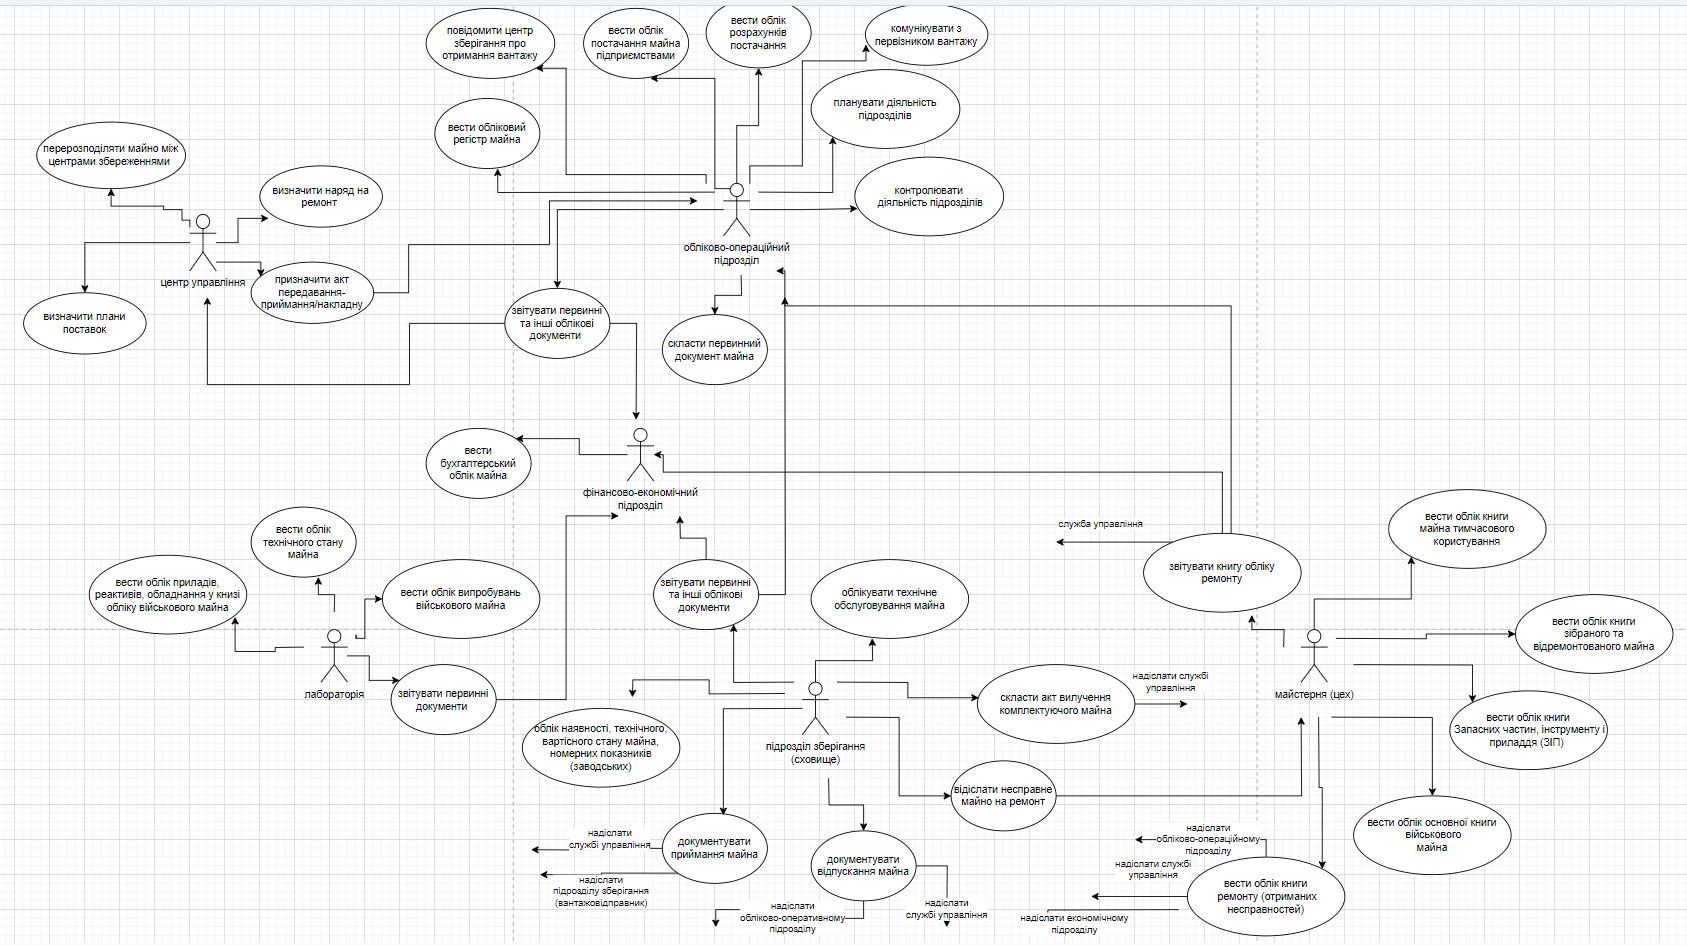 повідомити центр
зберігання про
отримання вантажу
вести облік
постачання майна
підприємствами
вести облік
розрахунків
постачання
комунікувати з
первізником вантажу
планувати діяльність
підрозділів
вести обліковий
регістр майна
перерозподіляти майно між
центрами збереженнями
визначити наряд на
ремонт
контролювати
діяльність підрозділів
обліково-операційний
підрозділ
центр управління
призначити акт
передавання-
приймання/накладну
визначити плани
поставок
звітувати первинні
та інші облікові
документи
скласти первинний
документ майна
вести
бухгалтерський
облік майна
фінансово-економічний
підрозділ
вести облік
технічного стану
майна
служба управління
вести облік книги
майна тимчасового
користування
звітувати книгу обліку
ремонту
вести облік приладів,
реактивів, обладнання у книзі
обліку військового майна
вести облік випробувань
військового майна
звітувати первинні
та інші облікові
документи
облікувати технічне
обслуговування майна
вести облік книги
зібраного та
відремонтованого майна
лабораторія
звітувати первинні
документи
скласти акт вилучення
комплектуючого майна
надіслати службі
управління
майстерня (цех)
вести облік книги
Запасних частин, інструменту і
приладдя (ЗІП)
облік наявності, технічного,
вартісного стану майна,
номерних показників
(заводських)
підрозділ зберігання
(сховище)
відіслати несправне
майно на ремонт
вести облік основної книги
військового
майна
надіслати
службі управління
документувати
приймання майна
документувати
відпускання майна
надіслати
обліково-операційному
підрозділу
надіслати службі
управління
надіслати
підрозділу зберігання
(вантажовідправник)
вести облік книги
ремонту (отриманих
несправностей)
надіслати
обліково-оперативному
підрозділу
надіслати
службі управління
надіслати економічному
підрозділу